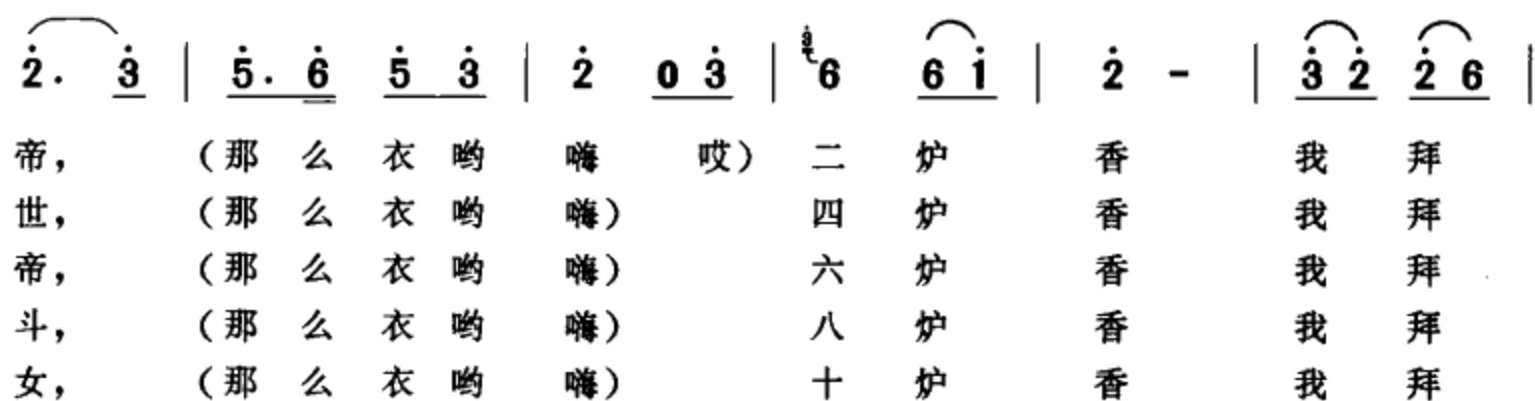 2̇. 3̇ | 5̇. 6̇ 5̇ 3̇ | 2̇ 0 3̇ | 6 6 1̇ | 2̇ - | 3̇ 2̇ 2̇ 6 |
帝，（那 么 衣 哟 嗨 哎）二 炉 香 我 拜
世，（那 么 衣 哟 嗨）四 炉 香 我 拜
帝，（那 么 衣 哟 嗨）六 炉 香 我 拜
斗，（那 么 衣 哟 嗨）八 炉 香 我 拜
女，（那 么 衣 哟 嗨）十 炉 香 我 拜